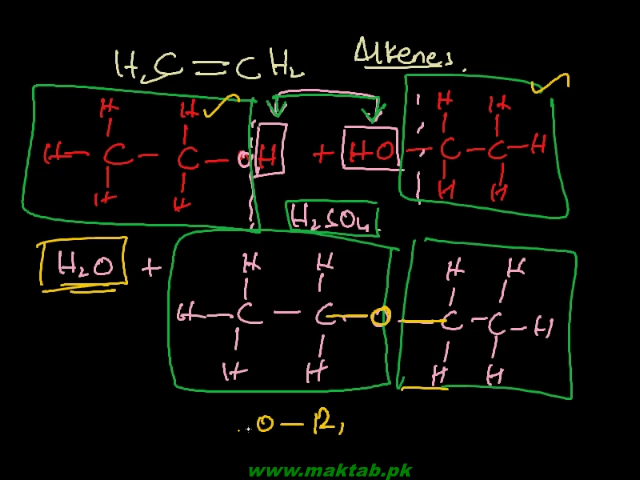 H₂C=CH₂ Alkenes.
H H H H
H-C-C-OH + HO-C-C-H
H H H H
H₂SO₄
H₂O +
H H H H
H-C-C-O-C-C-H
H H H H
..O-R,
www.maktab.pk